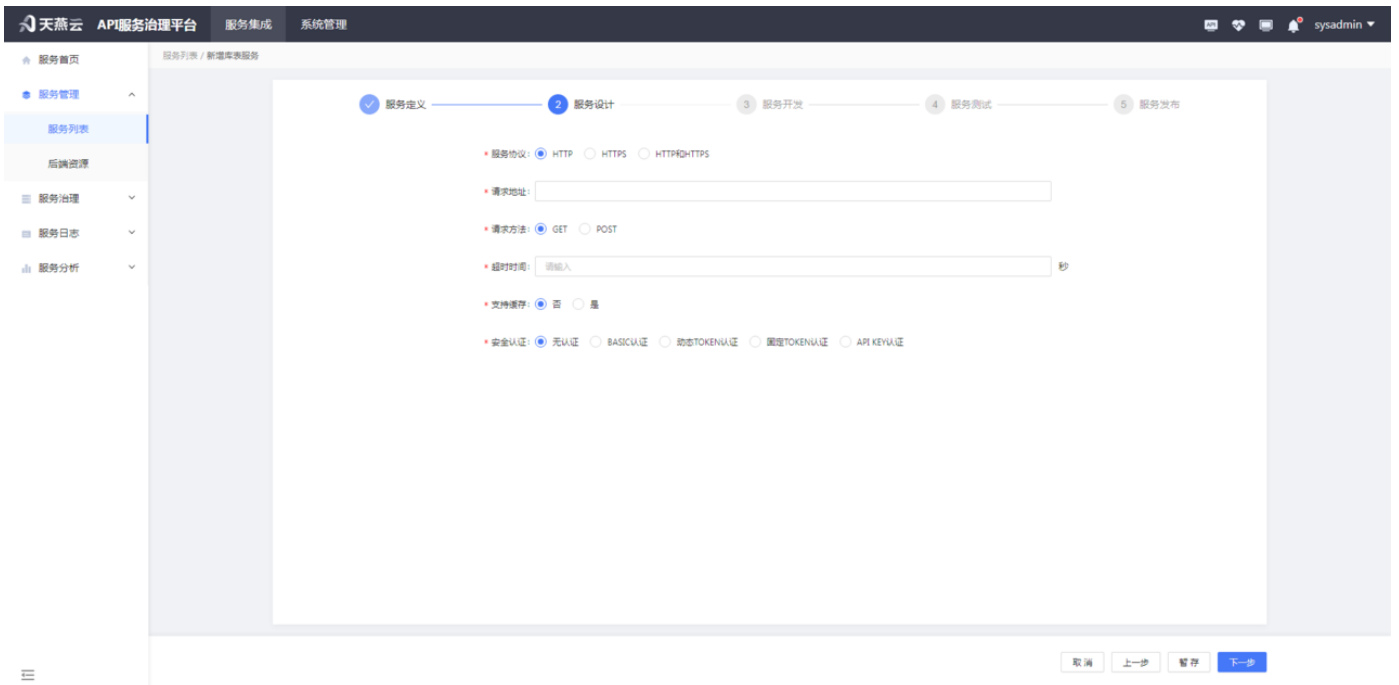 天燕云 API服务治理平台 服务集成 系统管理 API sysadmin
服务首页
服务列表 / 新增库表服务
服务管理
服务列表
后端资源
服务治理
服务日志
服务分析
服务定义 2 服务设计 3 服务开发 4 服务测试 5 服务发布
* 服务协议: HTTP HTTPS HTTP和HTTPS
* 请求地址:
* 请求方法: GET POST
* 超时时间: 请输入 秒
* 支持缓存: 否 是
* 安全认证: 无认证 BASIC认证 动态TOKEN认证 固定TOKEN认证 API KEY认证
取消 上一步 暂存 下一步